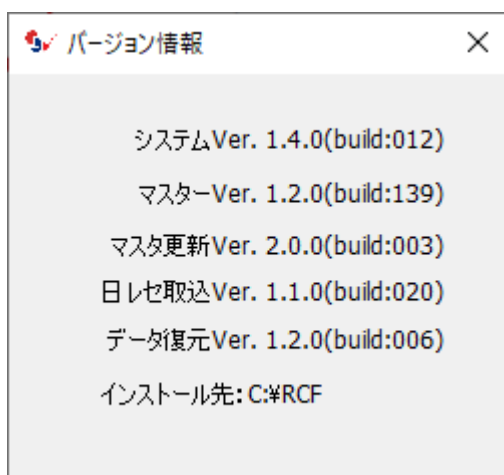 バージョン情報
システムVer. 1.4.0(build:012)
マスターVer. 1.2.0(build:139)
マスタ更新Ver. 2.0.0(build:003)
日レセ取込Ver. 1.1.0(build:020)
データ復元Ver. 1.2.0(build:006)
インストール先: C:¥RCF